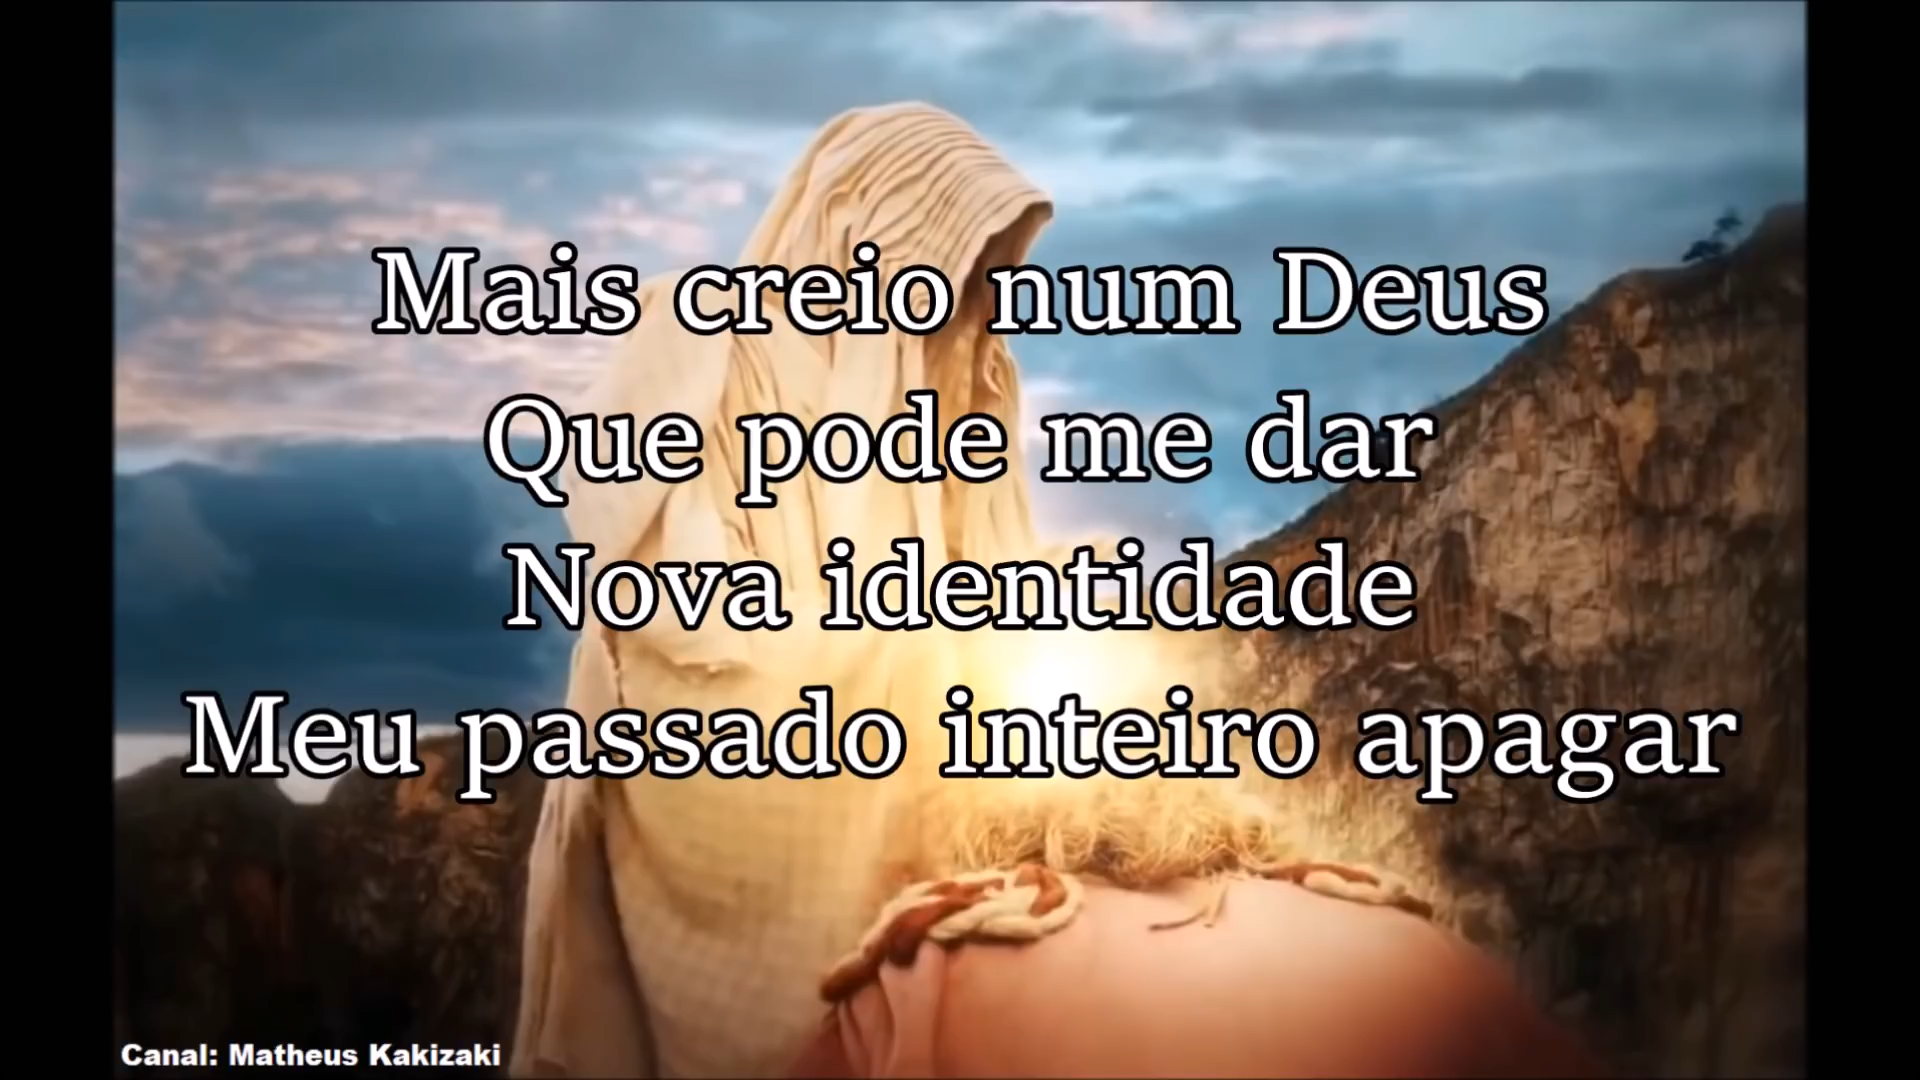 Mais creio num Deus
Que pode me dar
Nova identidade
Meu passado inteiro apagar
Canal: Matheus Kakizaki